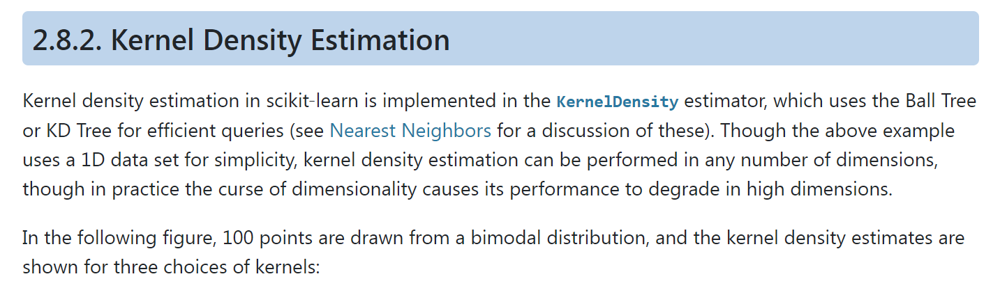 2.8.2. Kernel Density Estimation
Kernel density estimation in scikit-learn is implemented in the KernelDensity estimator, which uses the Ball Tree
or KD Tree for efficient queries (see Nearest Neighbors for a discussion of these). Though the above example
uses a 1D data set for simplicity, kernel density estimation can be performed in any number of dimensions,
though in practice the curse of dimensionality causes its performance to degrade in high dimensions.
In the following figure, 100 points are drawn from a bimodal distribution, and the kernel density estimates are
shown for three choices of kernels: